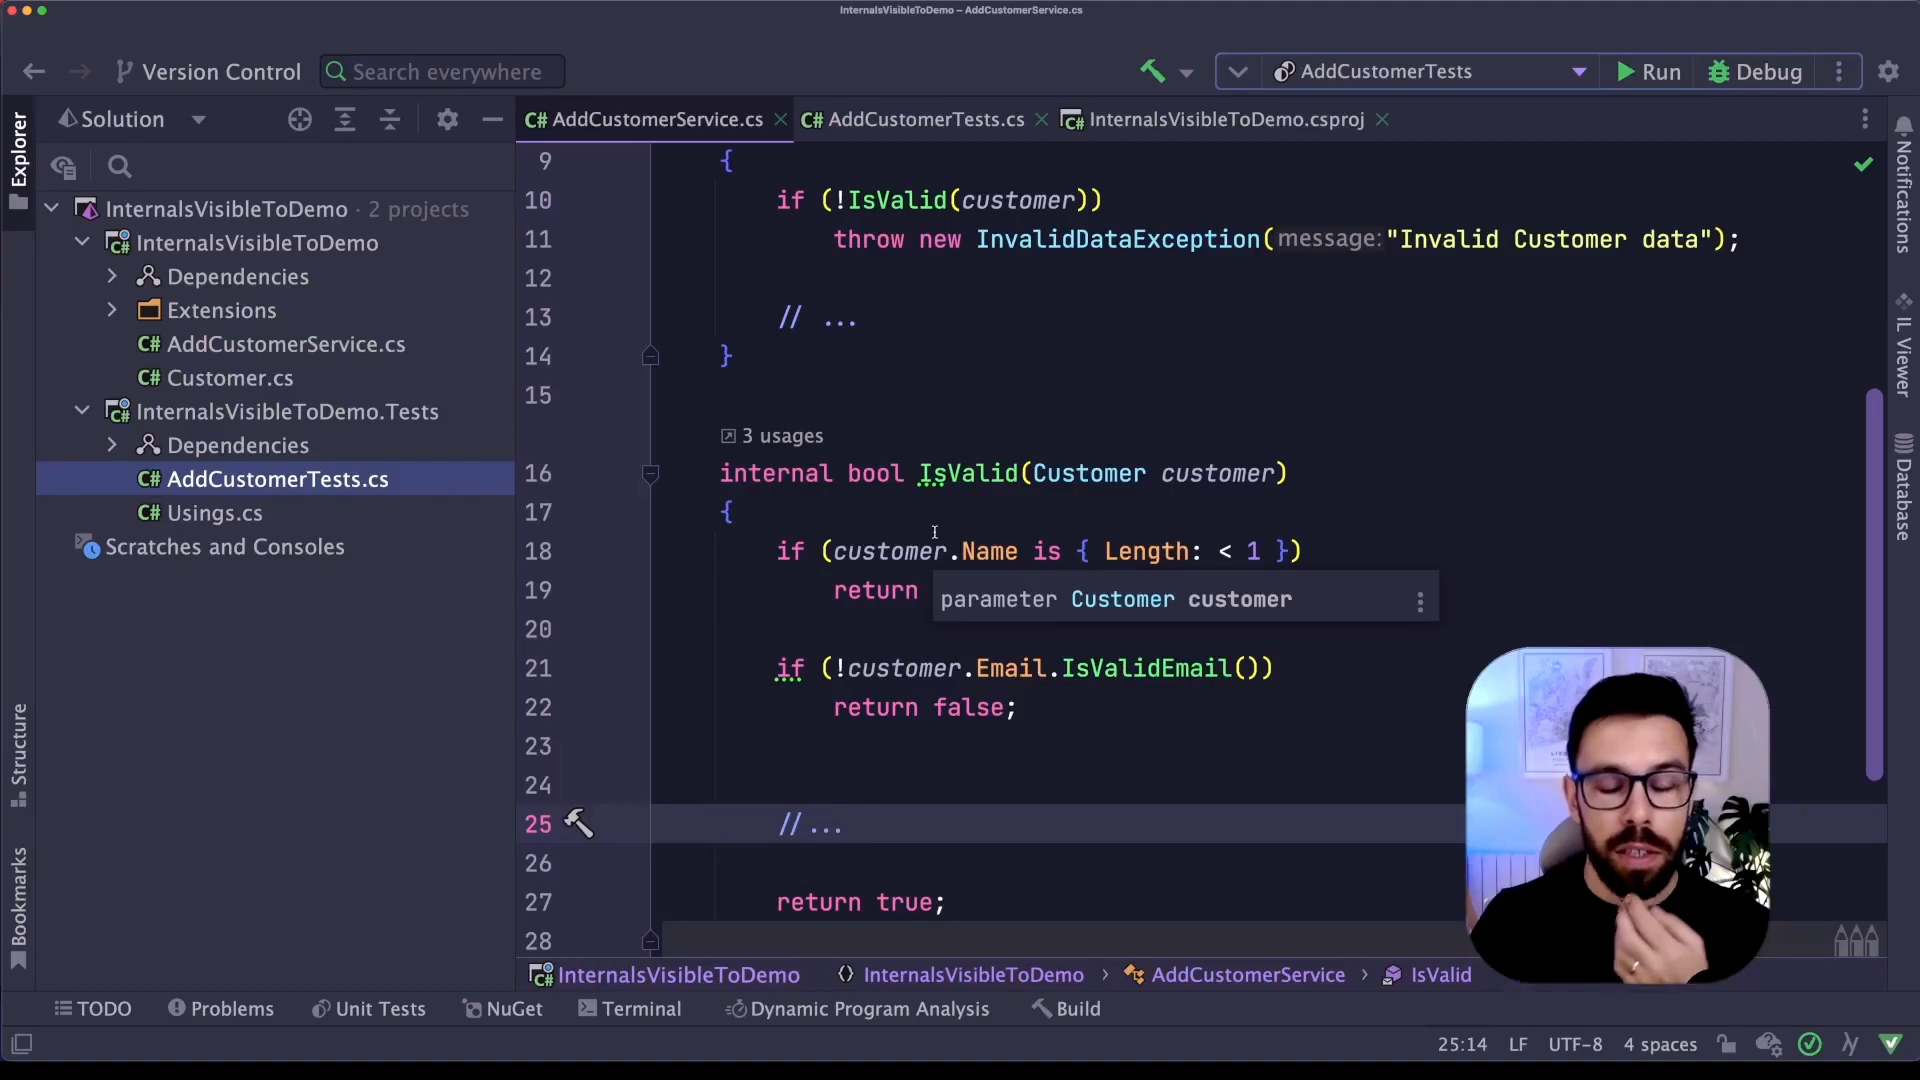 InternalsVisibleToDemo – AddCustomerService.cs
Version Control
Search everywhere
AddCustomerTests
Run
Debug
Explorer
Solution
AddCustomerService.cs
AddCustomerTests.cs
InternalsVisibleToDemo.csproj
Notifications
IL Viewer
Database
InternalsVisibleToDemo · 2 projects
InternalsVisibleToDemo
Dependencies
Extensions
C# AddCustomerService.cs
C# Customer.cs
InternalsVisibleToDemo.Tests
Dependencies
C# AddCustomerTests.cs
C# Usings.cs
Scratches and Consoles
Structure
Bookmarks
9 {
10 if (!IsValid(customer))
11 throw new InvalidDataException(message:"Invalid Customer data");
12
13 // ...
14 }
15
3 usages
16 internal bool IsValid(Customer customer)
17 {
18 if (customer.Name is { Length: < 1 })
19 return
parameter Customer customer
20
21 if (!customer.Email.IsValidEmail())
22 return false;
23
24
25 //...
26
27 return true;
28
InternalsVisibleToDemo InternalsVisibleToDemo › AddCustomerService › IsValid
TODO Problems Unit Tests NuGet Terminal Dynamic Program Analysis Build
25:14 LF UTF-8 4 spaces